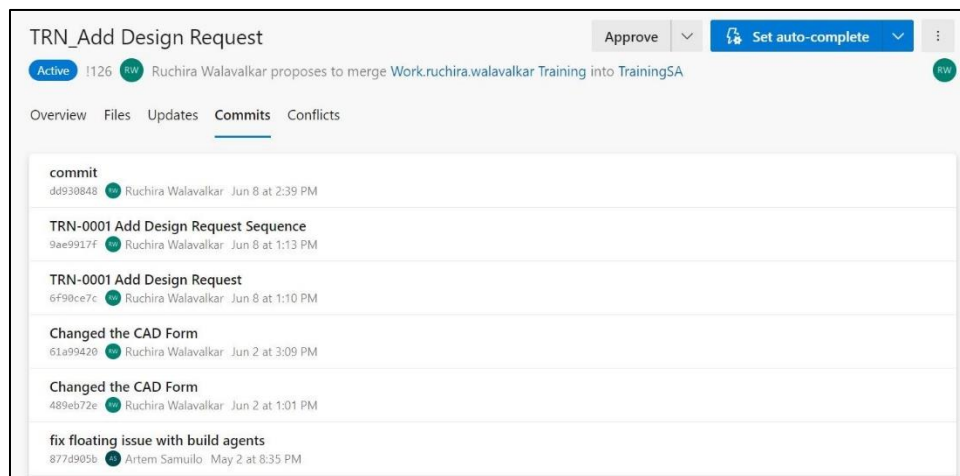 TRN_Add Design Request
Approve
Set auto-complete
Active !126 RW Ruchira Walavalkar proposes to merge Work.ruchira.walavalkar Training into TrainingSA
RW
Overview Files Updates Commits Conflicts
commit
dd930848 RW Ruchira Walavalkar Jun 8 at 2:39 PM
TRN-0001 Add Design Request Sequence
9ae9917f RW Ruchira Walavalkar Jun 8 at 1:13 PM
TRN-0001 Add Design Request
6f90ce7c RW Ruchira Walavalkar Jun 8 at 1:10 PM
Changed the CAD Form
61a99420 RW Ruchira Walavalkar Jun 2 at 3:09 PM
Changed the CAD Form
489eb72e RW Ruchira Walavalkar Jun 2 at 1:01 PM
fix floating issue with build agents
877d905b AS Artem Samuilo May 2 at 8:35 PM